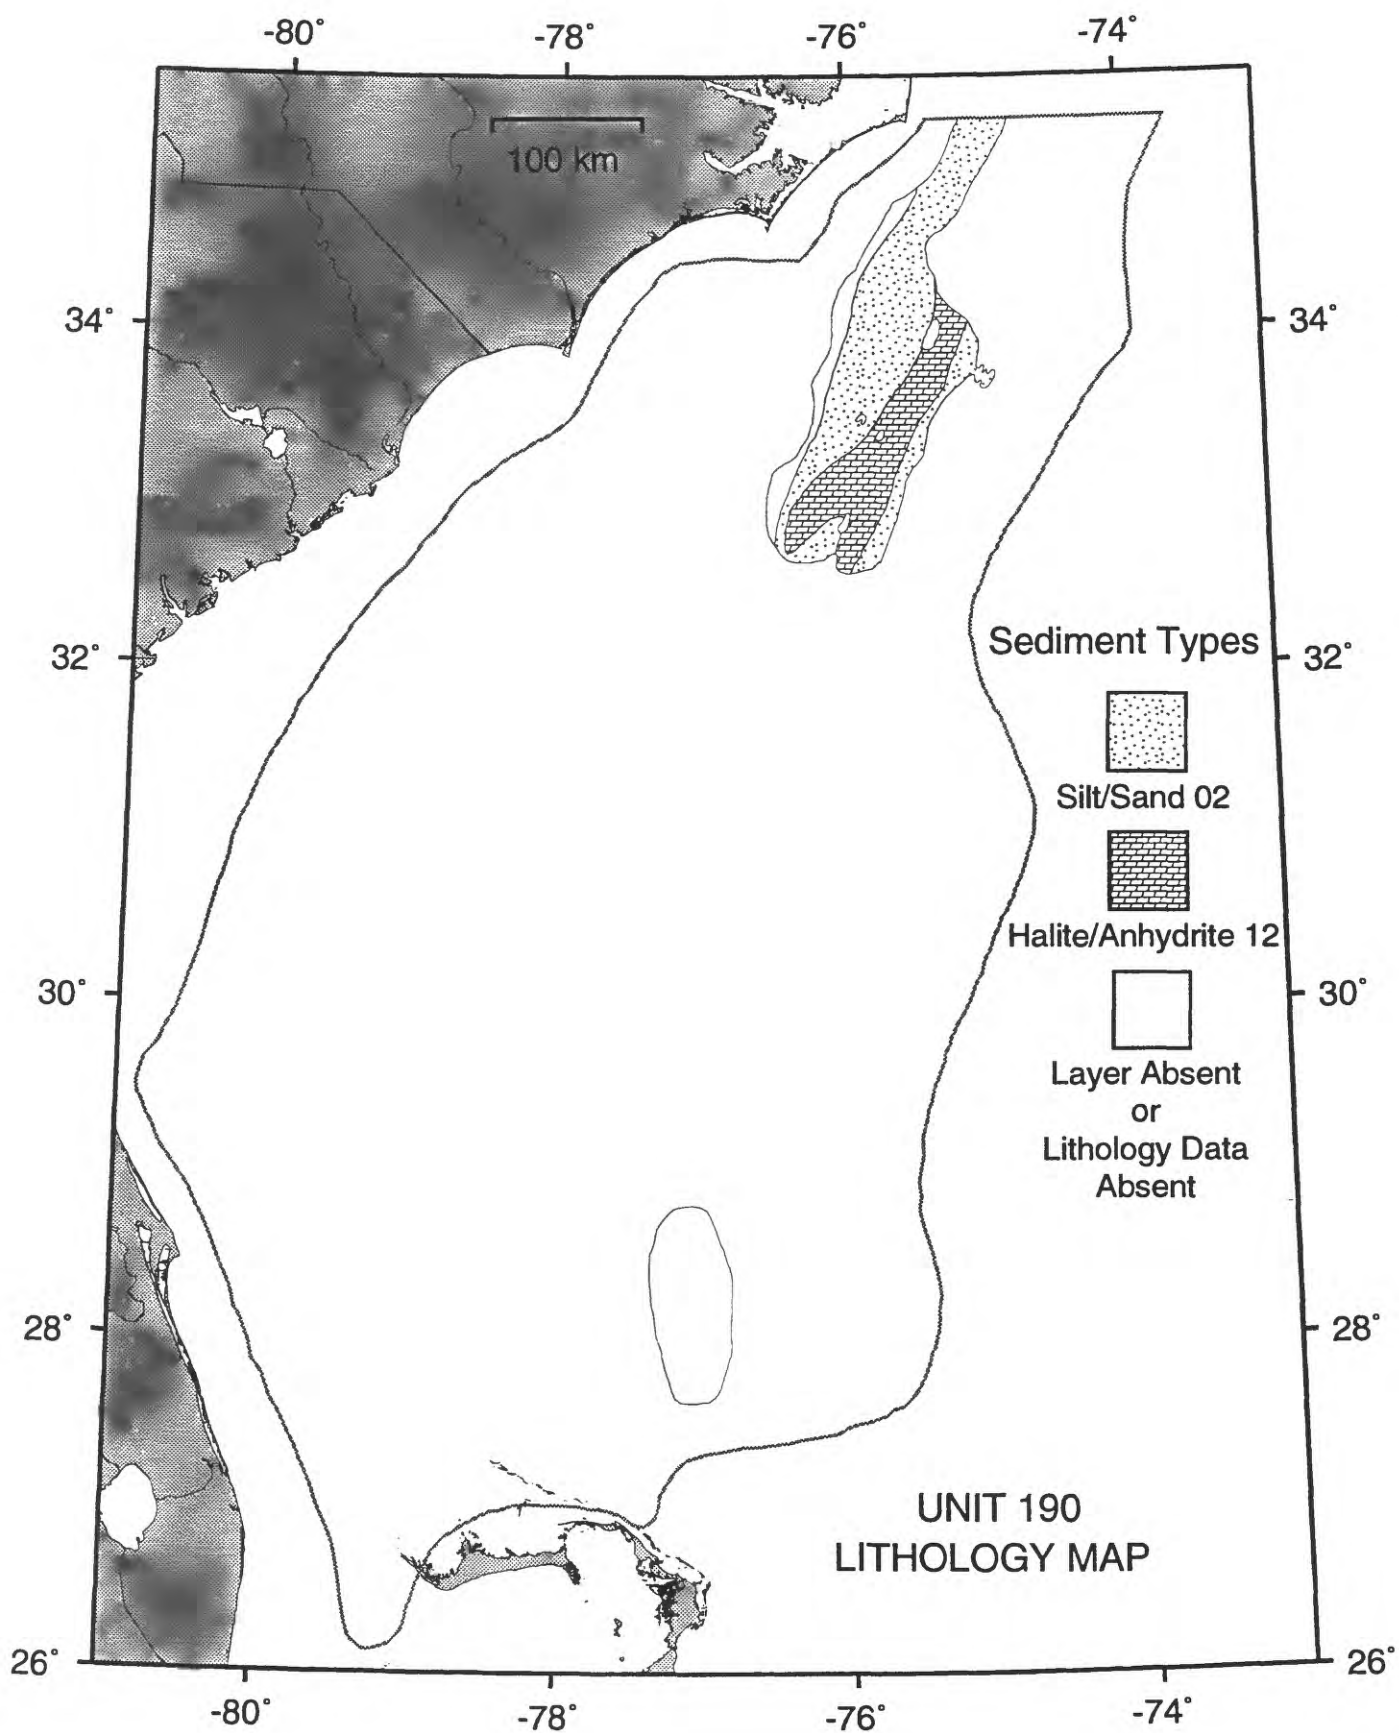 -80° -78° -76° -74°
100 km
34° 34°
Sediment Types
32° 32°
Silt/Sand 02
Halite/Anhydrite 12
30° 30°
Layer Absent
or
Lithology Data
Absent
28° 28°
UNIT 190
LITHOLOGY MAP
26° 26°
-80° -78° -76° -74°